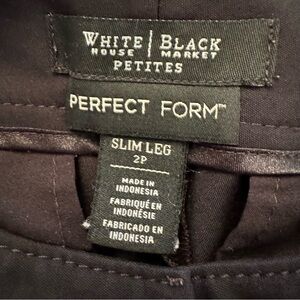 WHITE | BLACK
HOUSE MARKET
PETITES
PERFECT FORM™
SLIM LEG
2P
MADE IN
INDONESIA
FABRIQUÉ EN
INDONÉSIE
FABRICADO EN
INDONESIA